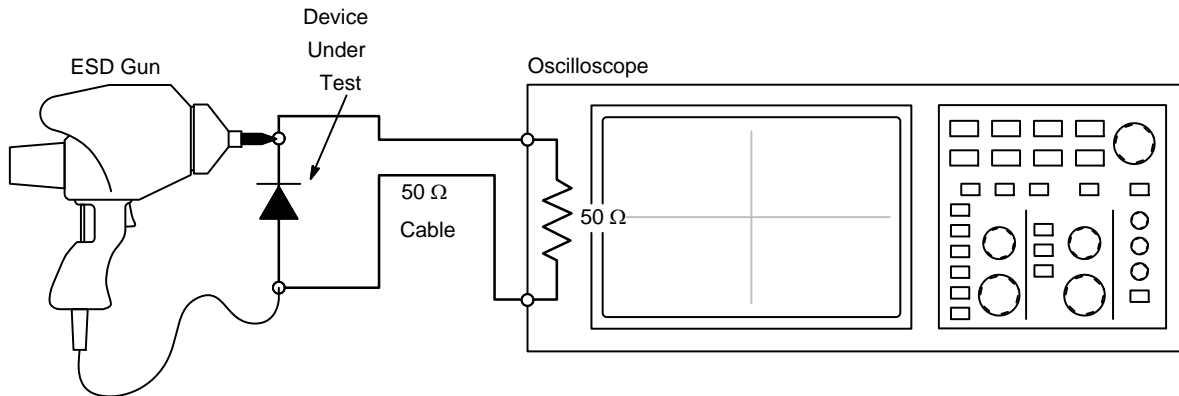 Device
Under
Test
ESD Gun
Oscilloscope
50 Ω
Cable
50 Ω